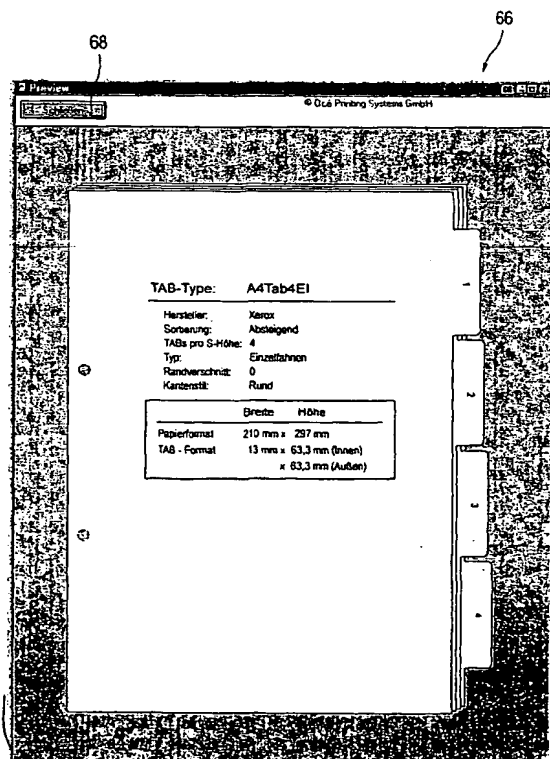 66
68
Preview
© Océ Printing Systems GmbH
TAB-Type: A4Tab4EI
Hersteller: Xerox
Sortierung: Absteigend
TABs pro S-Höhe: 4
Typ: Einzelfahnen
Randverschnitt: 0
Kantenstil: Rund
Breite Höhe
Papierformat 210 mm x 297 mm
TAB - Format 13 mm x 63,3 mm (Innen)
x 63,3 mm (Außen)
1
2
3
4